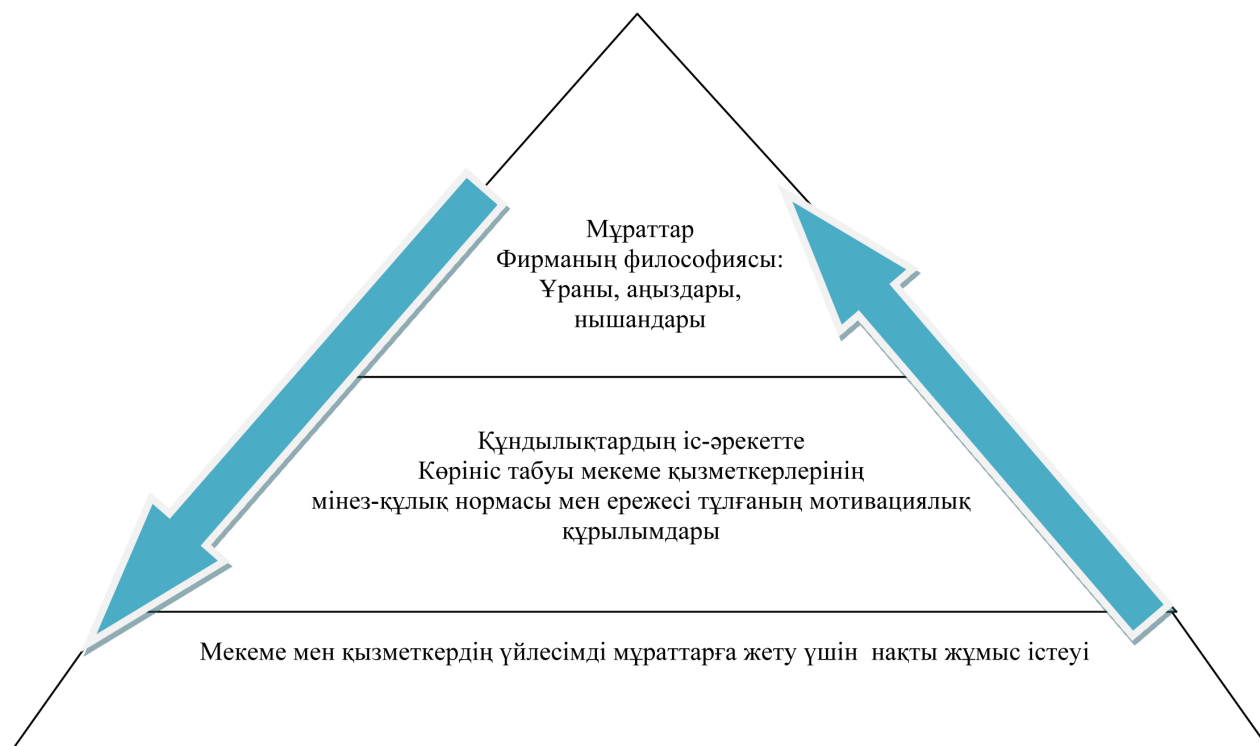 Мұраттар
Фирманың философиясы:
Ұраны, аңыздары,
нышандары
Құндылықтардың іс-әрекетте
Көрініс табуы мекеме қызметкерлерінің
мінез-құлық нормасы мен ережесі тұлғаның мотивациялық
құрылымдары
Мекеме мен қызметкердің үйлесімді мұраттарға жету үшін  нақты жұмыс істеуі